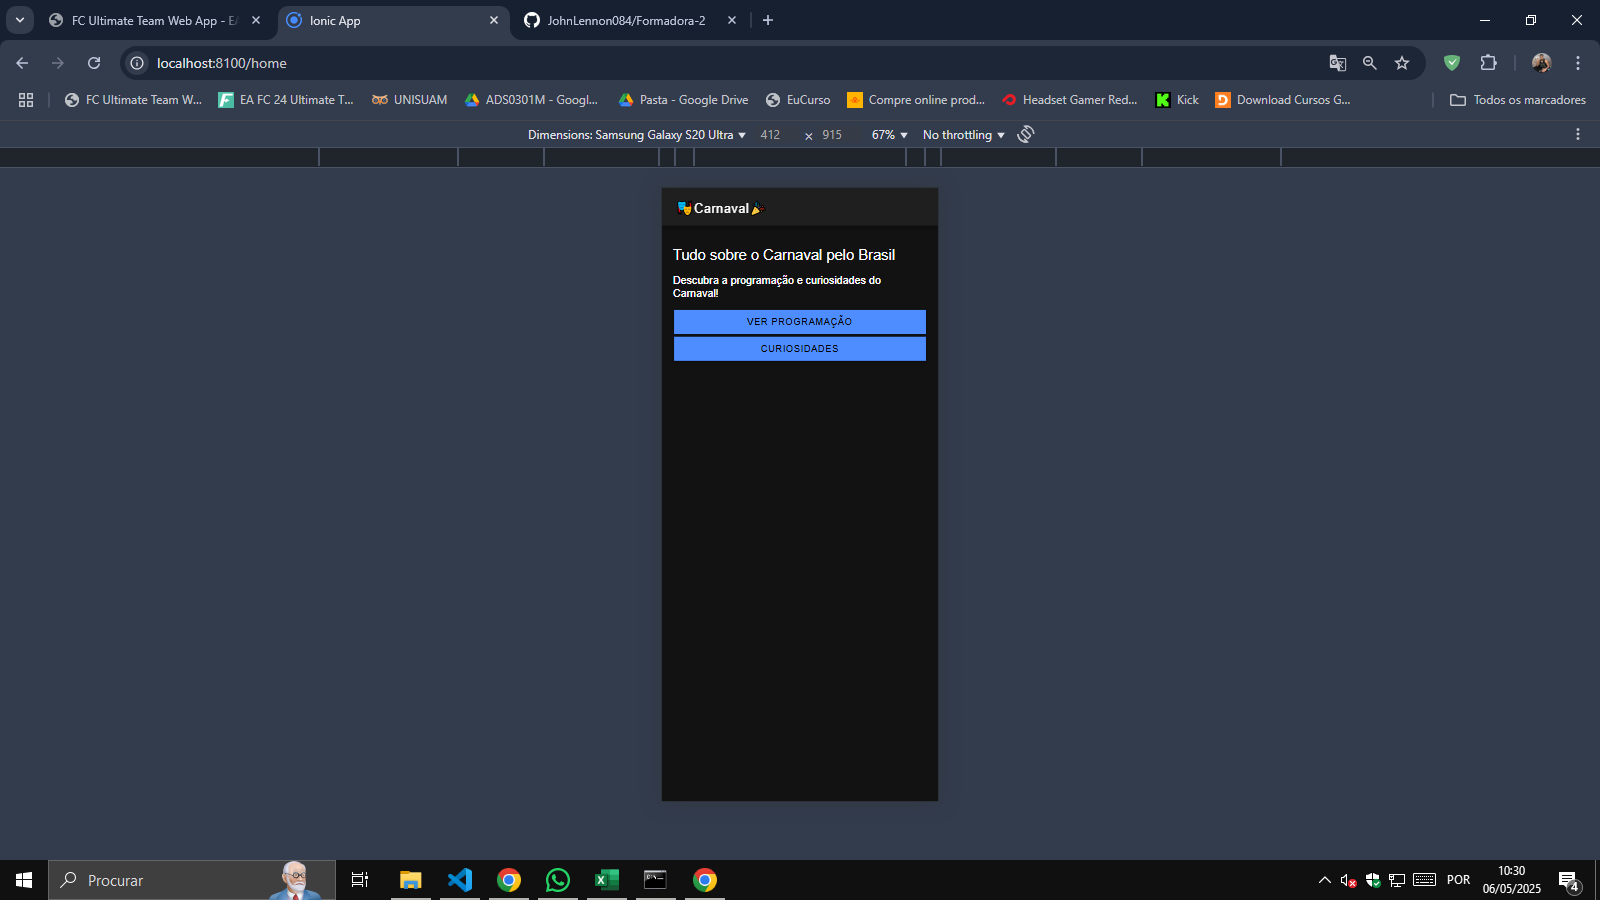 FC Ultimate Team Web App - EA
Ionic App
JohnLennon084/Formadora-2
localhost:8100/home
FC Ultimate Team W...
EA FC 24 Ultimate T...
UNISUAM
ADS0301M - Googl...
Pasta - Google Drive
EuCurso
Compre online prod...
Headset Gamer Red...
Kick
Download Cursos G...
Todos os marcadores
Dimensions: Samsung Galaxy S20 Ultra
412
×
915
67%
No throttling
🎭Carnaval🎉
Tudo sobre o Carnaval pelo Brasil
Descubra a programação e curiosidades do
Carnaval!
VER PROGRAMAÇÃO
CURIOSIDADES
Procurar
POR
10:30
06/05/2025
4